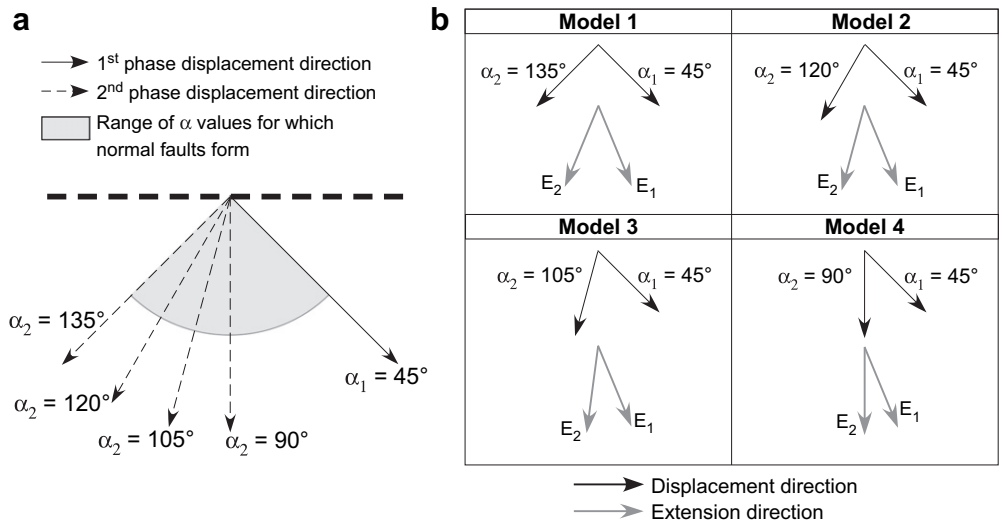 a
1st phase displacement direction
2nd phase displacement direction
Range of α values for which
normal faults form
α2 = 135°
α2 = 120°
α2 = 105°
α2 = 90°
α1 = 45°
b
Model 1
α2 = 135°
α1 = 45°
E2
E1
Model 2
α2 = 120°
α1 = 45°
E2
E1
Model 3
α2 = 105°
α1 = 45°
E2
E1
Model 4
α2 = 90°
α1 = 45°
E2
E1
Displacement direction
Extension direction